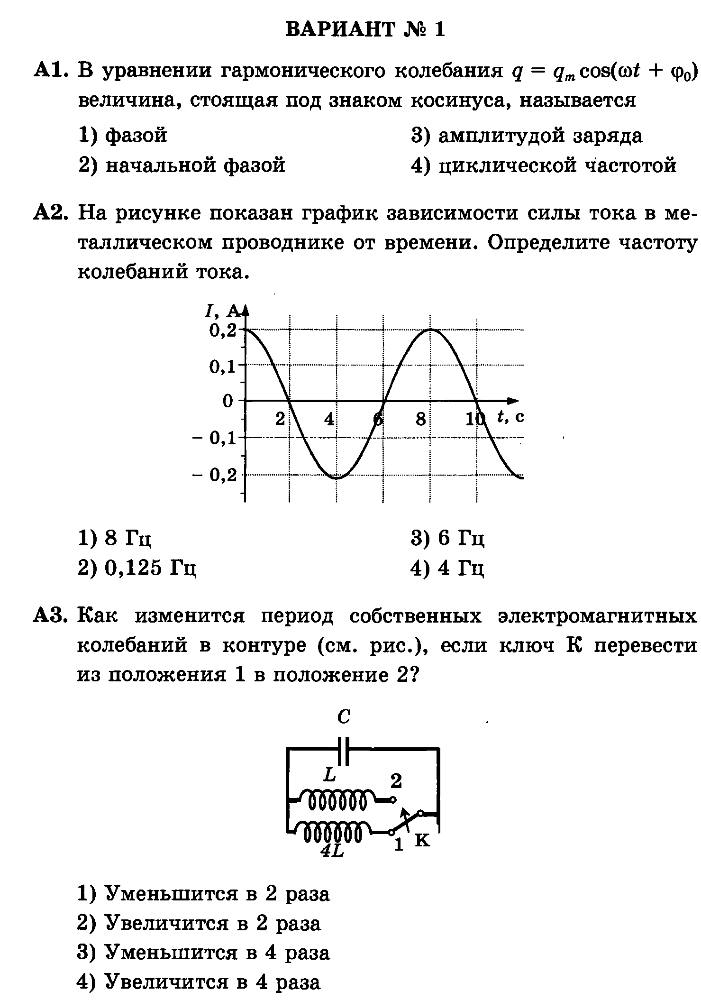 ВАРИАНТ № 1
А1. В уравнении гармонического колебания q = qm cos(ωt + φ0)
величина, стоящая под знаком косинуса, называется
1) фазой
3) амплитудой заряда
2) начальной фазой
4) циклической частотой
А2. На рисунке показан график зависимости силы тока в ме-
таллическом проводнике от времени. Определите частоту
колебаний тока.
I, А
0,2
0,1
0
2 4 6 8 10 t, с
– 0,1
– 0,2
1) 8 Гц
3) 6 Гц
2) 0,125 Гц
4) 4 Гц
А3. Как изменится период собственных электромагнитных
колебаний в контуре (см. рис.), если ключ К перевести
из положения 1 в положение 2?
C
L
2
4L
1 К
1) Уменьшится в 2 раза
2) Увеличится в 2 раза
3) Уменьшится в 4 раза
4) Увеличится в 4 раза